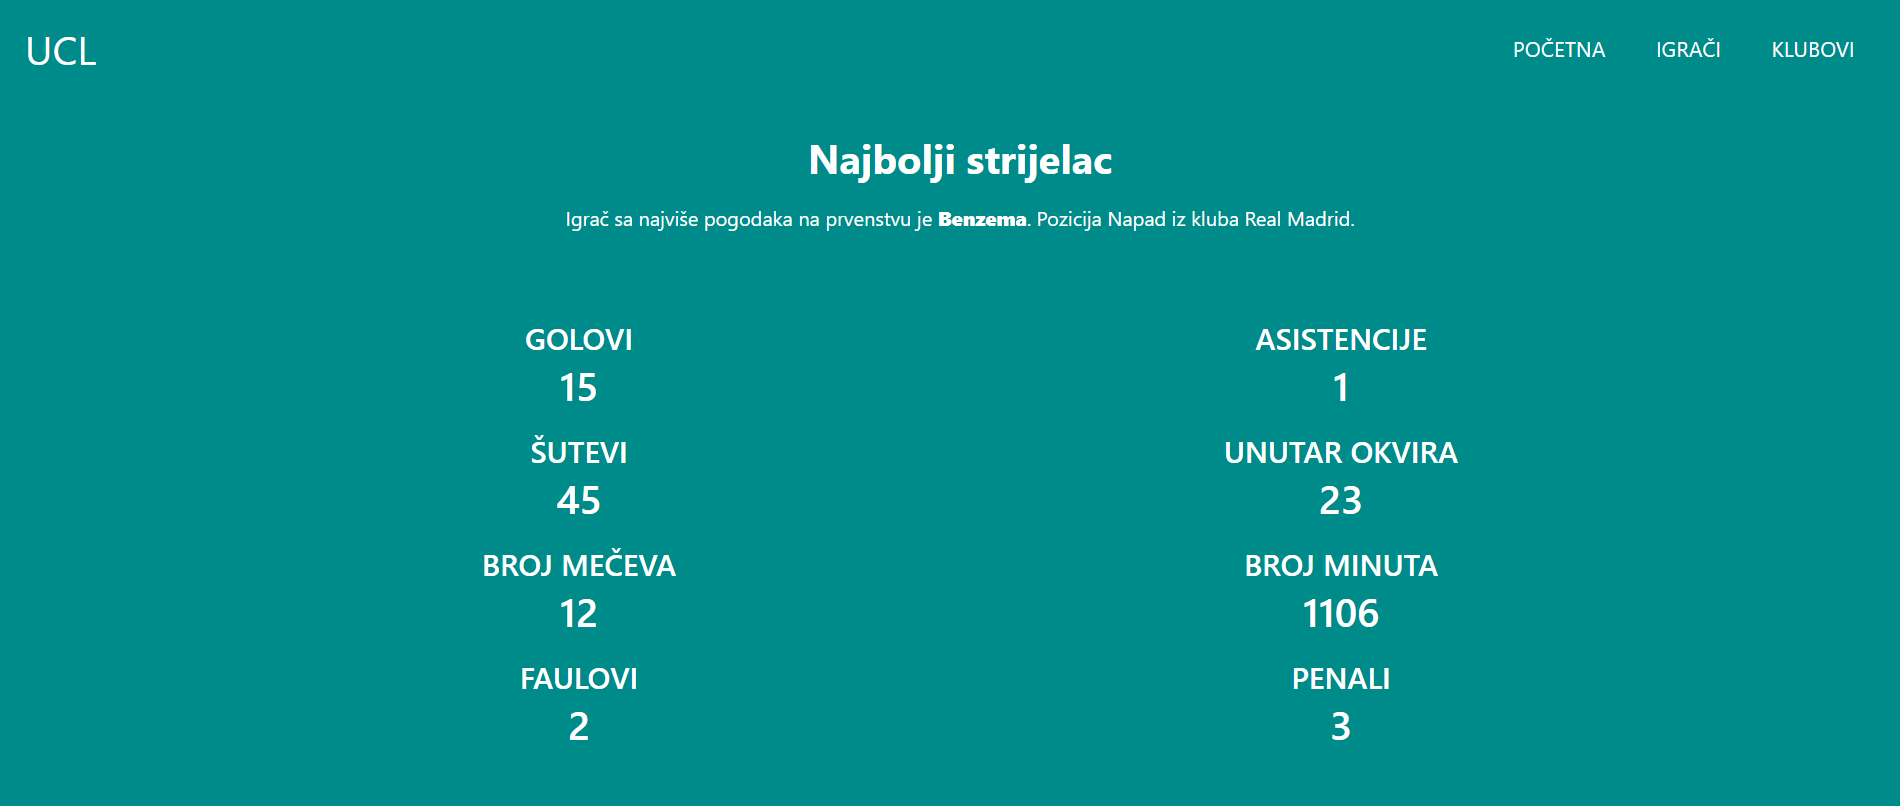 UCL
POČETNA IGRAČI KLUBOVI
Najbolji strijelac
Igrač sa najviše pogodaka na prvenstvu je Benzema. Pozicija Napad iz kluba Real Madrid.
GOLOVI
15
ASISTENCIJE
1
ŠUTEVI
45
UNUTAR OKVIRA
23
BROJ MEČEVA
12
BROJ MINUTA
1106
FAULOVI
2
PENALI
3